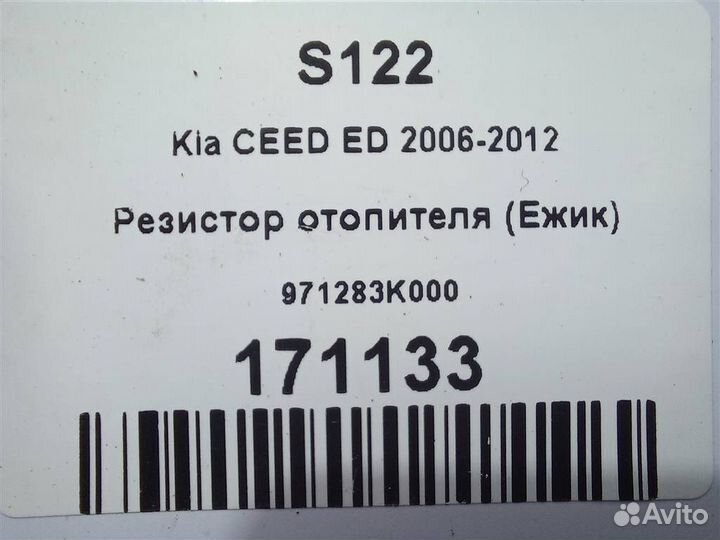 S122
Kia CEED ED 2006-2012
Резистор отопителя (Ежик)
971283K000
171133
Avito